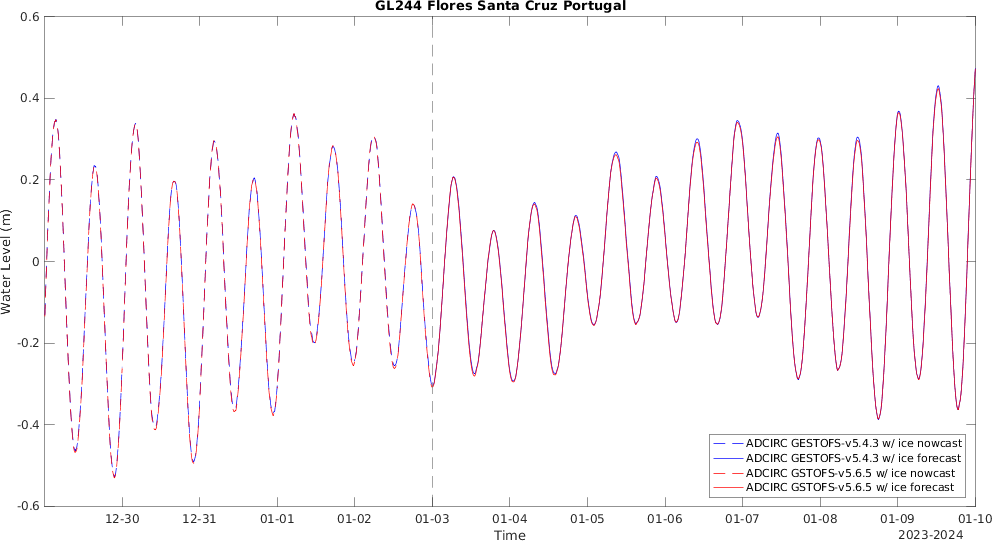 GL244 Flores Santa Cruz Portugal
0.6
0.4
0.2
0
-0.2
-0.4
-0.6
Water Level (m)
ADCIRC GESTOFS-v5.4.3 w/ ice nowcast
ADCIRC GESTOFS-v5.4.3 w/ ice forecast
ADCIRC GSTOFS-v5.6.5 w/ ice nowcast
ADCIRC GSTOFS-v5.6.5 w/ ice forecast
12-30 12-31 01-01 01-02 01-03 01-04 01-05 01-06 01-07 01-08 01-09 01-10
Time
2023-2024